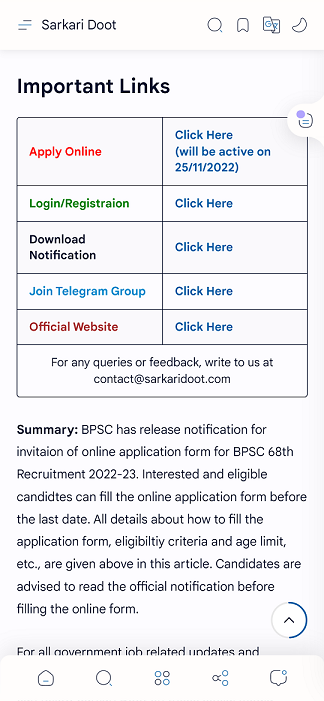 Sarkari Doot
Important Links
Apply Online
Click Here
(will be active on
25/11/2022)
Login/Registraion
Click Here
Download
Notification
Click Here
Join Telegram Group
Click Here
Official Website
Click Here
For any queries or feedback, write to us at
contact@sarkaridoot.com
Summary: BPSC has release notification for
invitaion of online application form for BPSC 68th
Recruitment 2022-23. Interested and eligible
candidtes can fill the online application form before
the last date. All details about how to fill the
application form, eligibiltiy criteria and age limit,
etc., are given above in this article. Candidates are
advised to read the official notification before
filling the online form.
For all government job related updates and